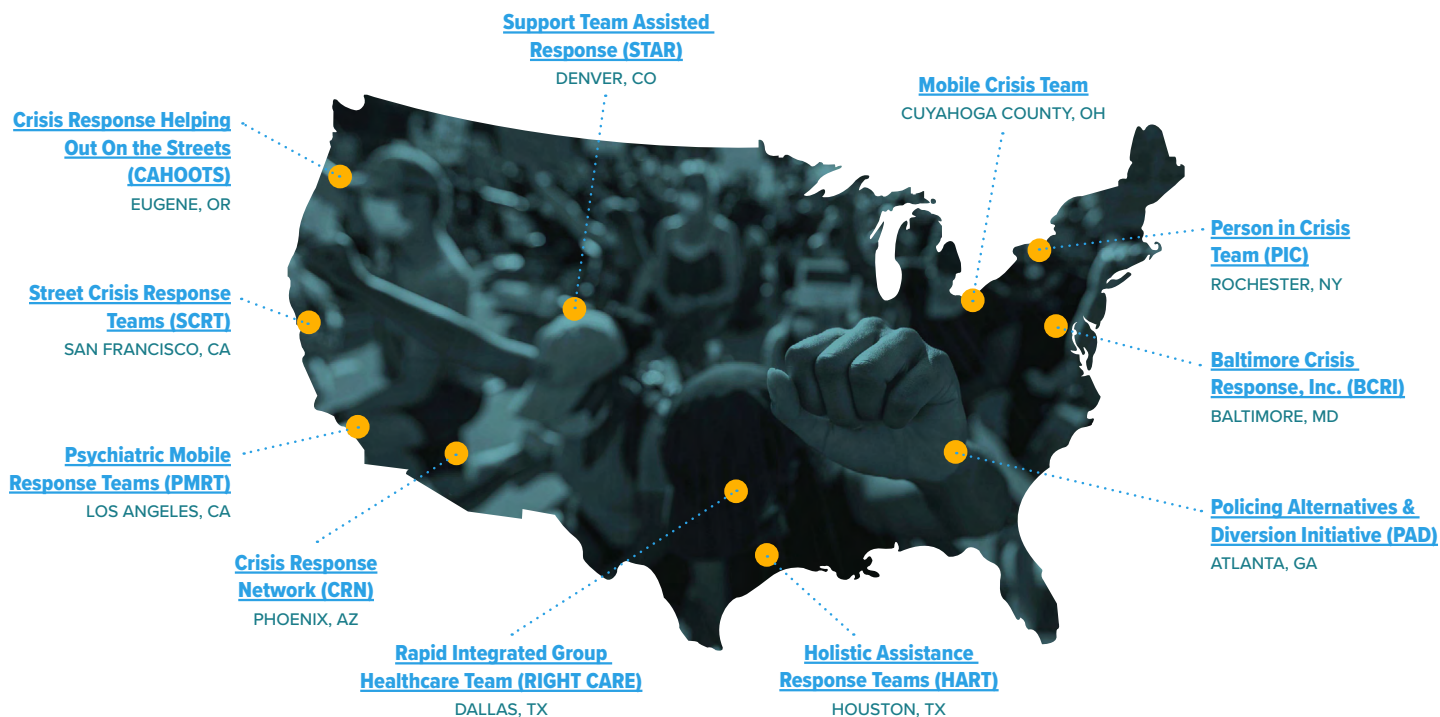 Support Team Assisted
Response (STAR)
DENVER, CO
Mobile Crisis Team
CUYAHOGA COUNTY, OH
Crisis Response Helping
Out On the Streets
(CAHOOTS)
EUGENE, OR
Person in Crisis
Team (PIC)
ROCHESTER, NY
Street Crisis Response
Teams (SCRT)
SAN FRANCISCO, CA
Baltimore Crisis
Response, Inc. (BCRI)
BALTIMORE, MD
Psychiatric Mobile
Response Teams (PMRT)
LOS ANGELES, CA
Policing Alternatives &
Diversion Initiative (PAD)
ATLANTA, GA
Crisis Response
Network (CRN)
PHOENIX, AZ
Rapid Integrated Group
Healthcare Team (RIGHT CARE)
DALLAS, TX
Holistic Assistance
Response Teams (HART)
HOUSTON, TX